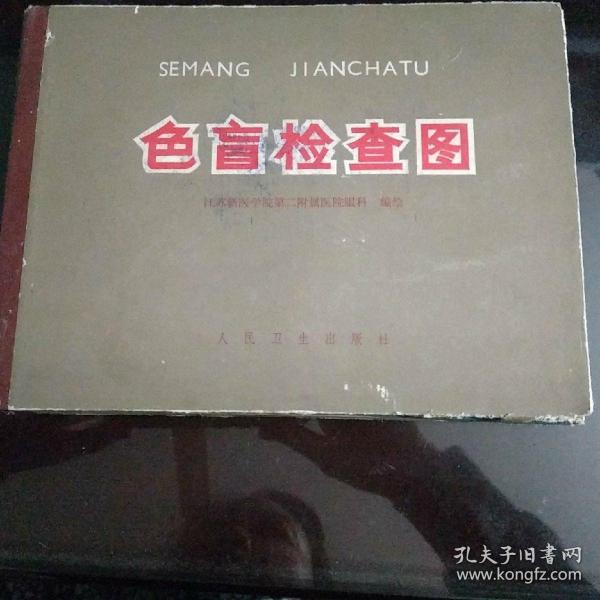 SEMANG JIANCHATU
色盲检查图
江苏新医学院第二附属医院眼科 编绘
人民卫生出版社
孔夫子旧书网
www.kongfz.com